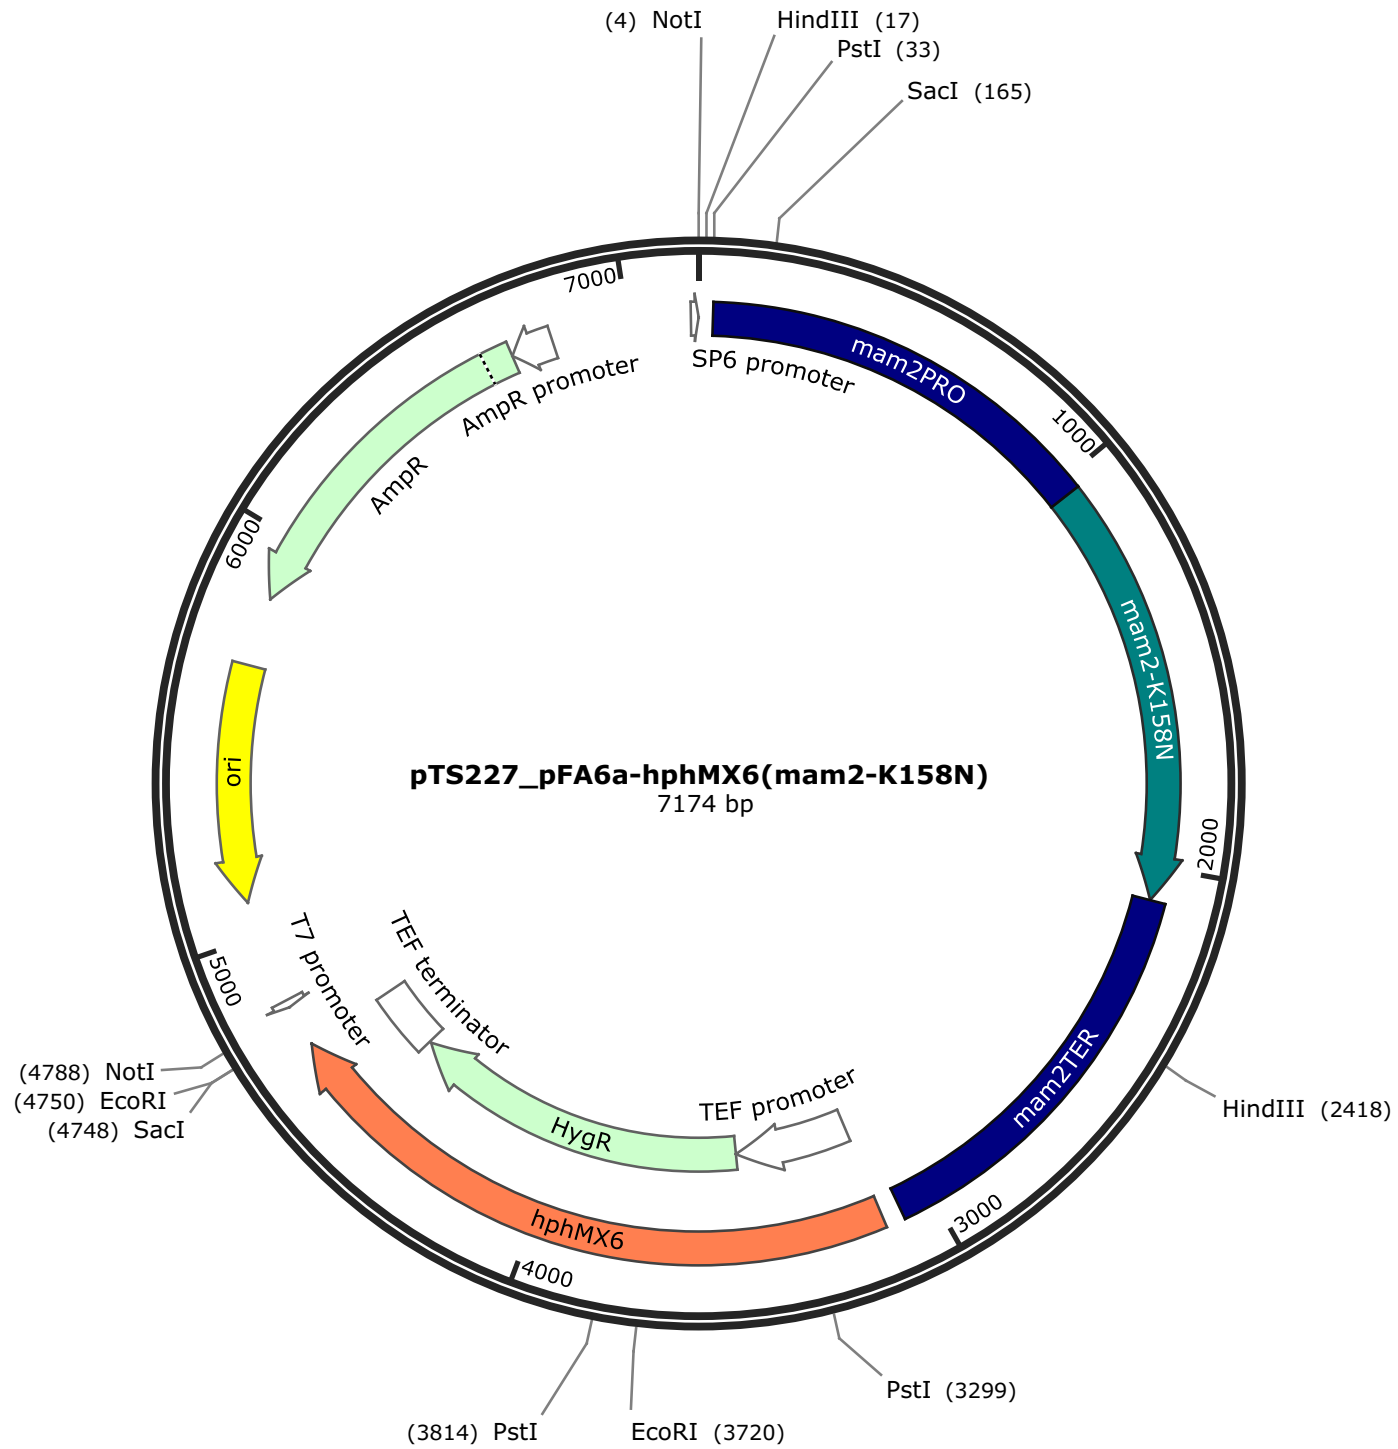 (4) NotI
HindIII (17)
PstI (33)
SacI (165)
7000
SP6 promoter
mam2PRO
AmpR promoter
1000
AmpR
6000
mam2-K158N
ori
pTS227_pFA6a-hphMX6(mam2-K158N)
7174 bp
2000
T7 promoter
TEF terminator
5000
mam2TER
(4788) NotI
(4750) EcoRI
(4748) SacI
TEF promoter
HindIII (2418)
HygR
hphMX6
3000
4000
PstI (3299)
(3814) PstI
EcoRI (3720)